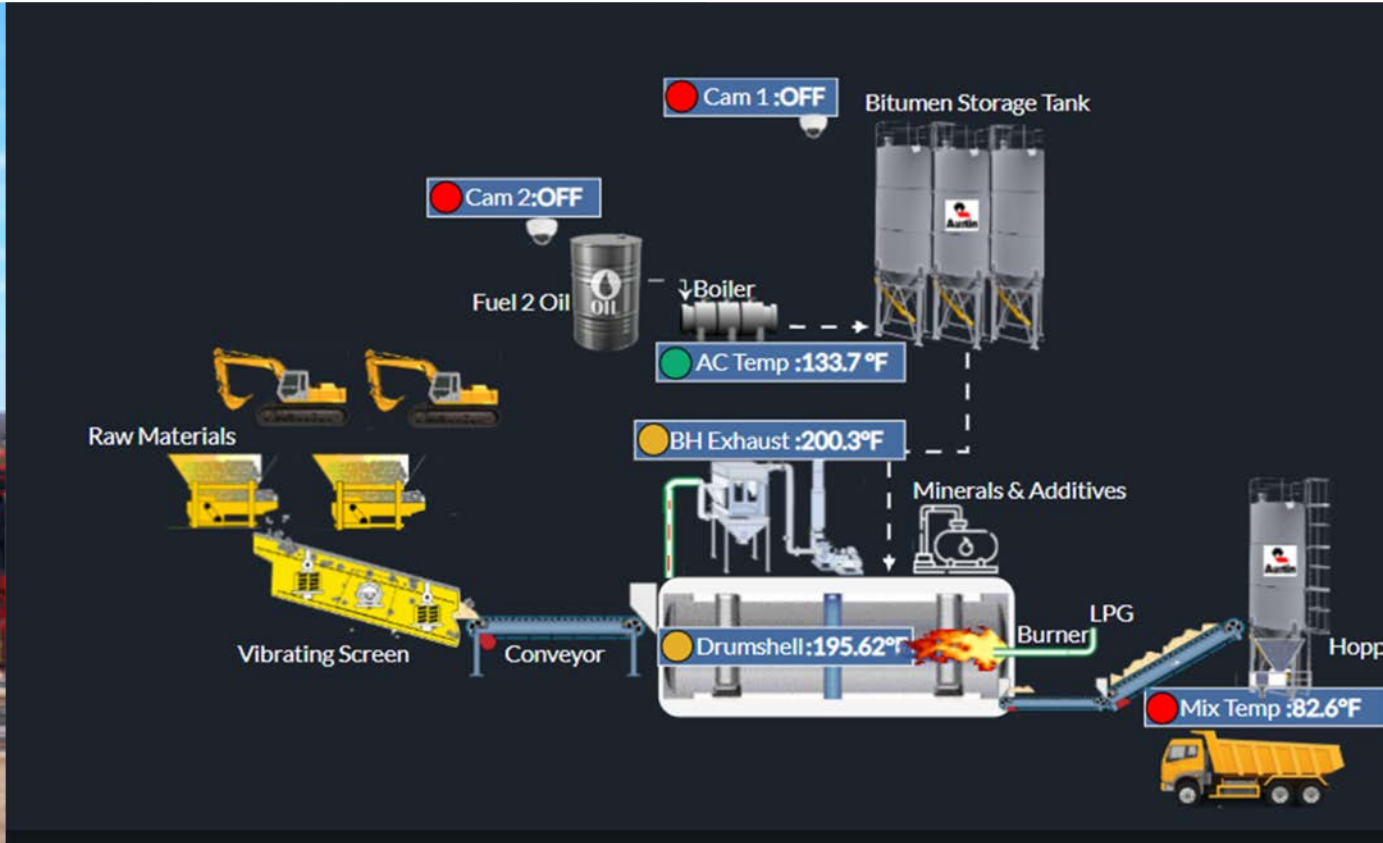 Cam 1 :OFF
Bitumen Storage Tank
Cam 2:OFF
Austin
Fuel 2 Oil
OIL
Boiler
AC Temp :133.7 °F
Raw Materials
BH Exhaust :200.3°F
Minerals & Additives
Austin
LPG
Burner
Vibrating Screen
Conveyor
Drumshell :195.62°F
Hopp
Mix Temp :82.6°F